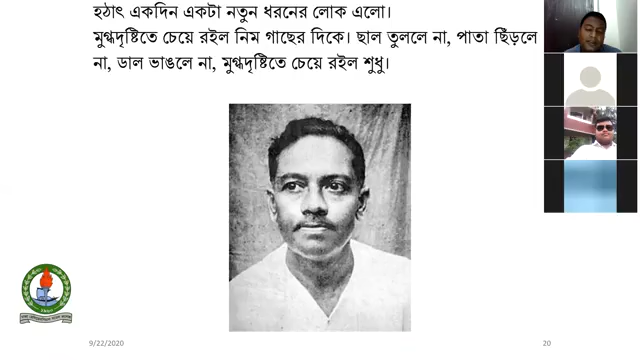 হঠাৎ একদিন একটা নতুন ধরনের লোক এলো।
মুগ্ধদৃষ্টিতে চেয়ে রইল নিম গাছের দিকে। ছাল তুললে না, পাতা ছিঁড়লে
না, ডাল ভাঙলে না, মুগ্ধদৃষ্টিতে চেয়ে রইল শুধু।
9/22/2020
20